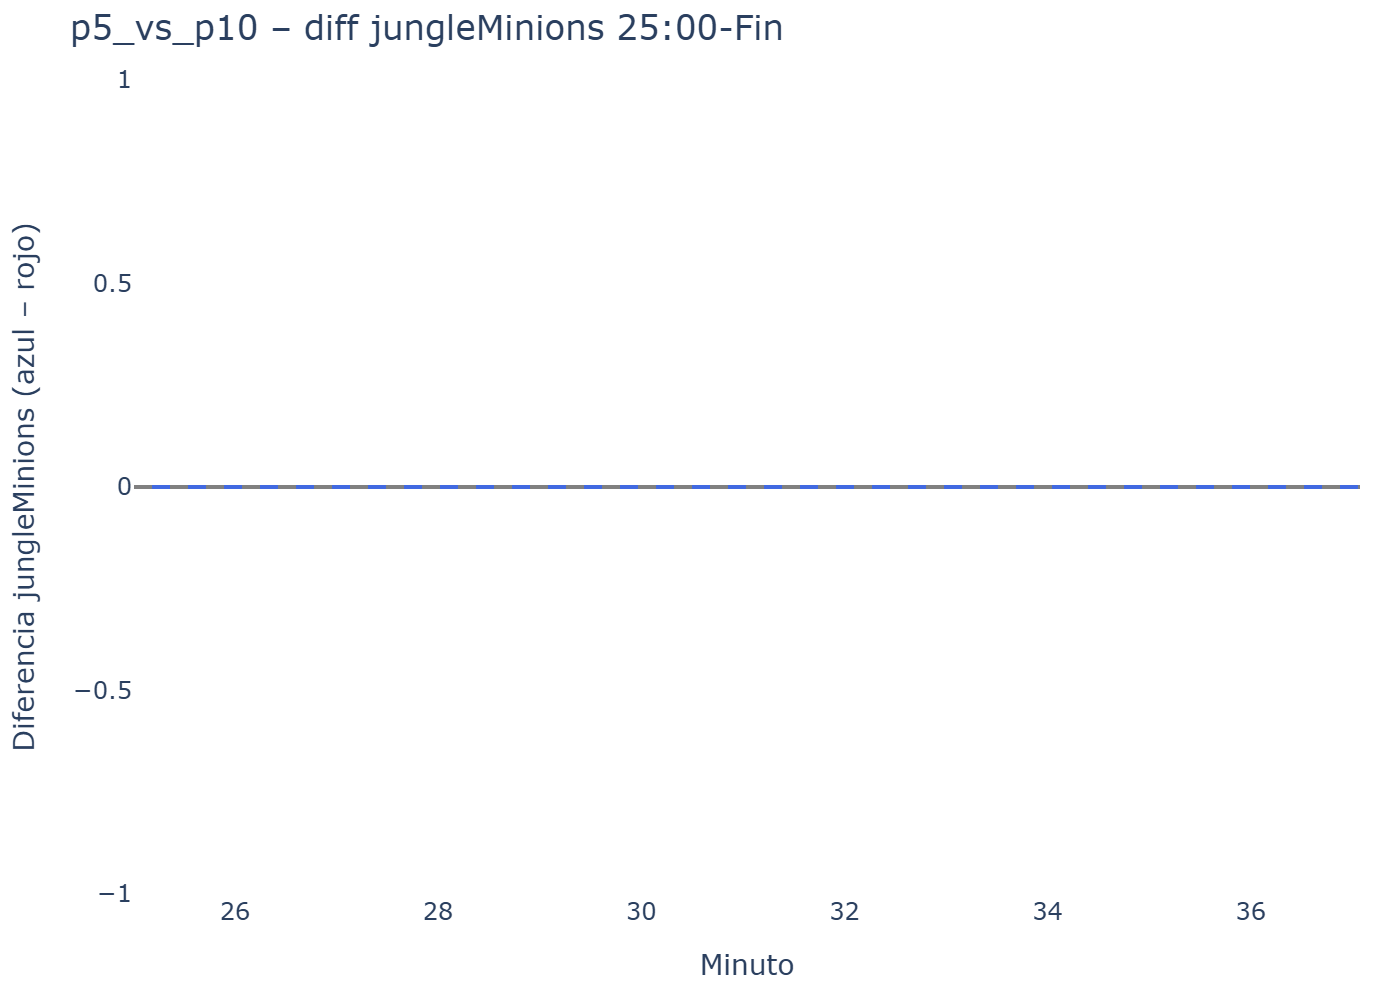 p5_vs_p10 – diff jungleMinions 25:00-Fin
1
0.5
0
−0.5
−1
Diferencia jungleMinions (azul – rojo)
26 28 30 32 34 36
Minuto